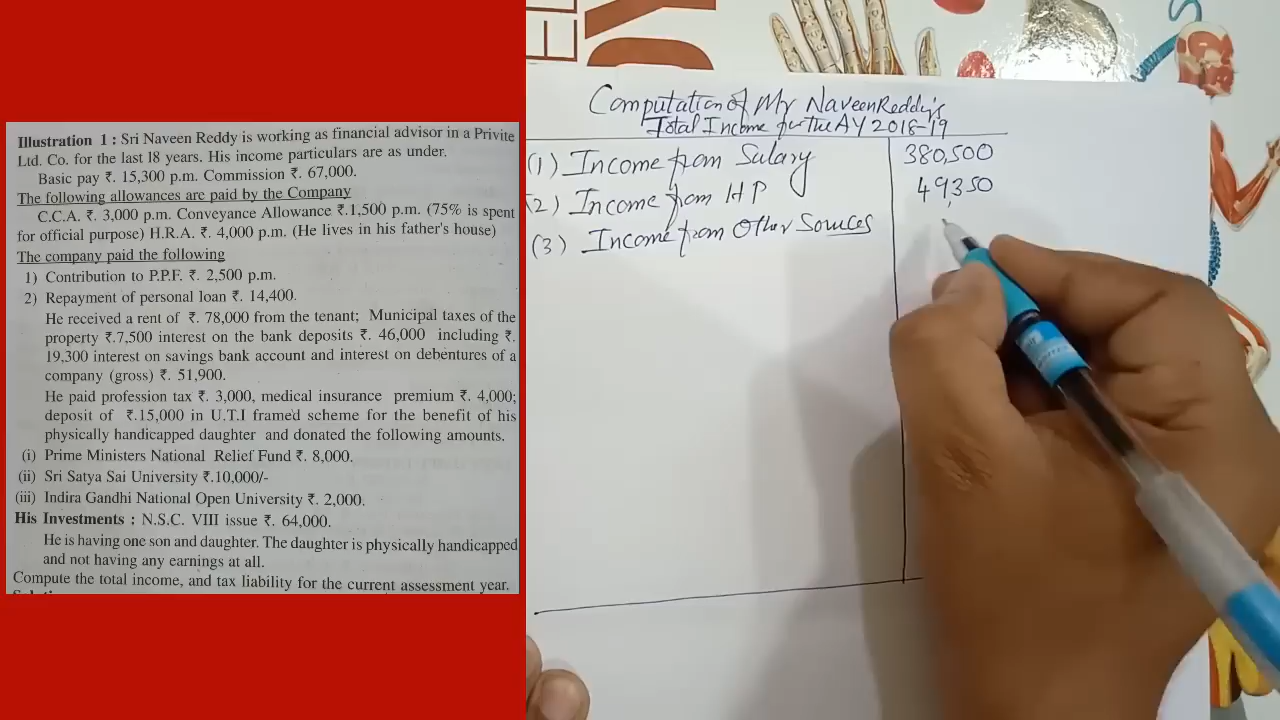 Illustration 1 : Sri Naveen Reddy is working as financial advisor in a Privite
Ltd. Co. for the last 18 years. His income particulars are as under.
Basic pay ₹. 15,300 p.m. Commission ₹. 67,000.
The following allowances are paid by the Company
C.C.A. ₹. 3,000 p.m. Conveyance Allowance ₹.1,500 p.m. (75% is spent
for official purpose) H.R.A. ₹. 4,000 p.m. (He lives in his father's house)
The company paid the following
1) Contribution to P.P.F. ₹. 2,500 p.m.
2) Repayment of personal loan ₹. 14,400.
He received a rent of ₹. 78,000 from the tenant; Municipal taxes of the
property ₹.7,500 interest on the bank deposits ₹. 46,000 including ₹.
19,300 interest on savings bank account and interest on debentures of a
company (gross) ₹. 51,900.
He paid profession tax ₹. 3,000, medical insurance premium ₹. 4,000;
deposit of ₹.15,000 in U.T.I framed scheme for the benefit of his
physically handicapped daughter and donated the following amounts.
(i) Prime Ministers National Relief Fund ₹. 8,000.
(ii) Sri Satya Sai University ₹.10,000/-
(iii) Indira Gandhi National Open University ₹. 2,000.
His Investments : N.S.C. VIII issue ₹. 64,000.
He is having one son and daughter. The daughter is physically handicapped
and not having any earnings at all.
Compute the total income, and tax liability for the current assessment year.
Computation of Mr Naveen Reddy's
Total Income for the AY 2018-19
(1) Income from Salary 380,500
(2) Income from HP 49,350
(3) Income from Other Sources